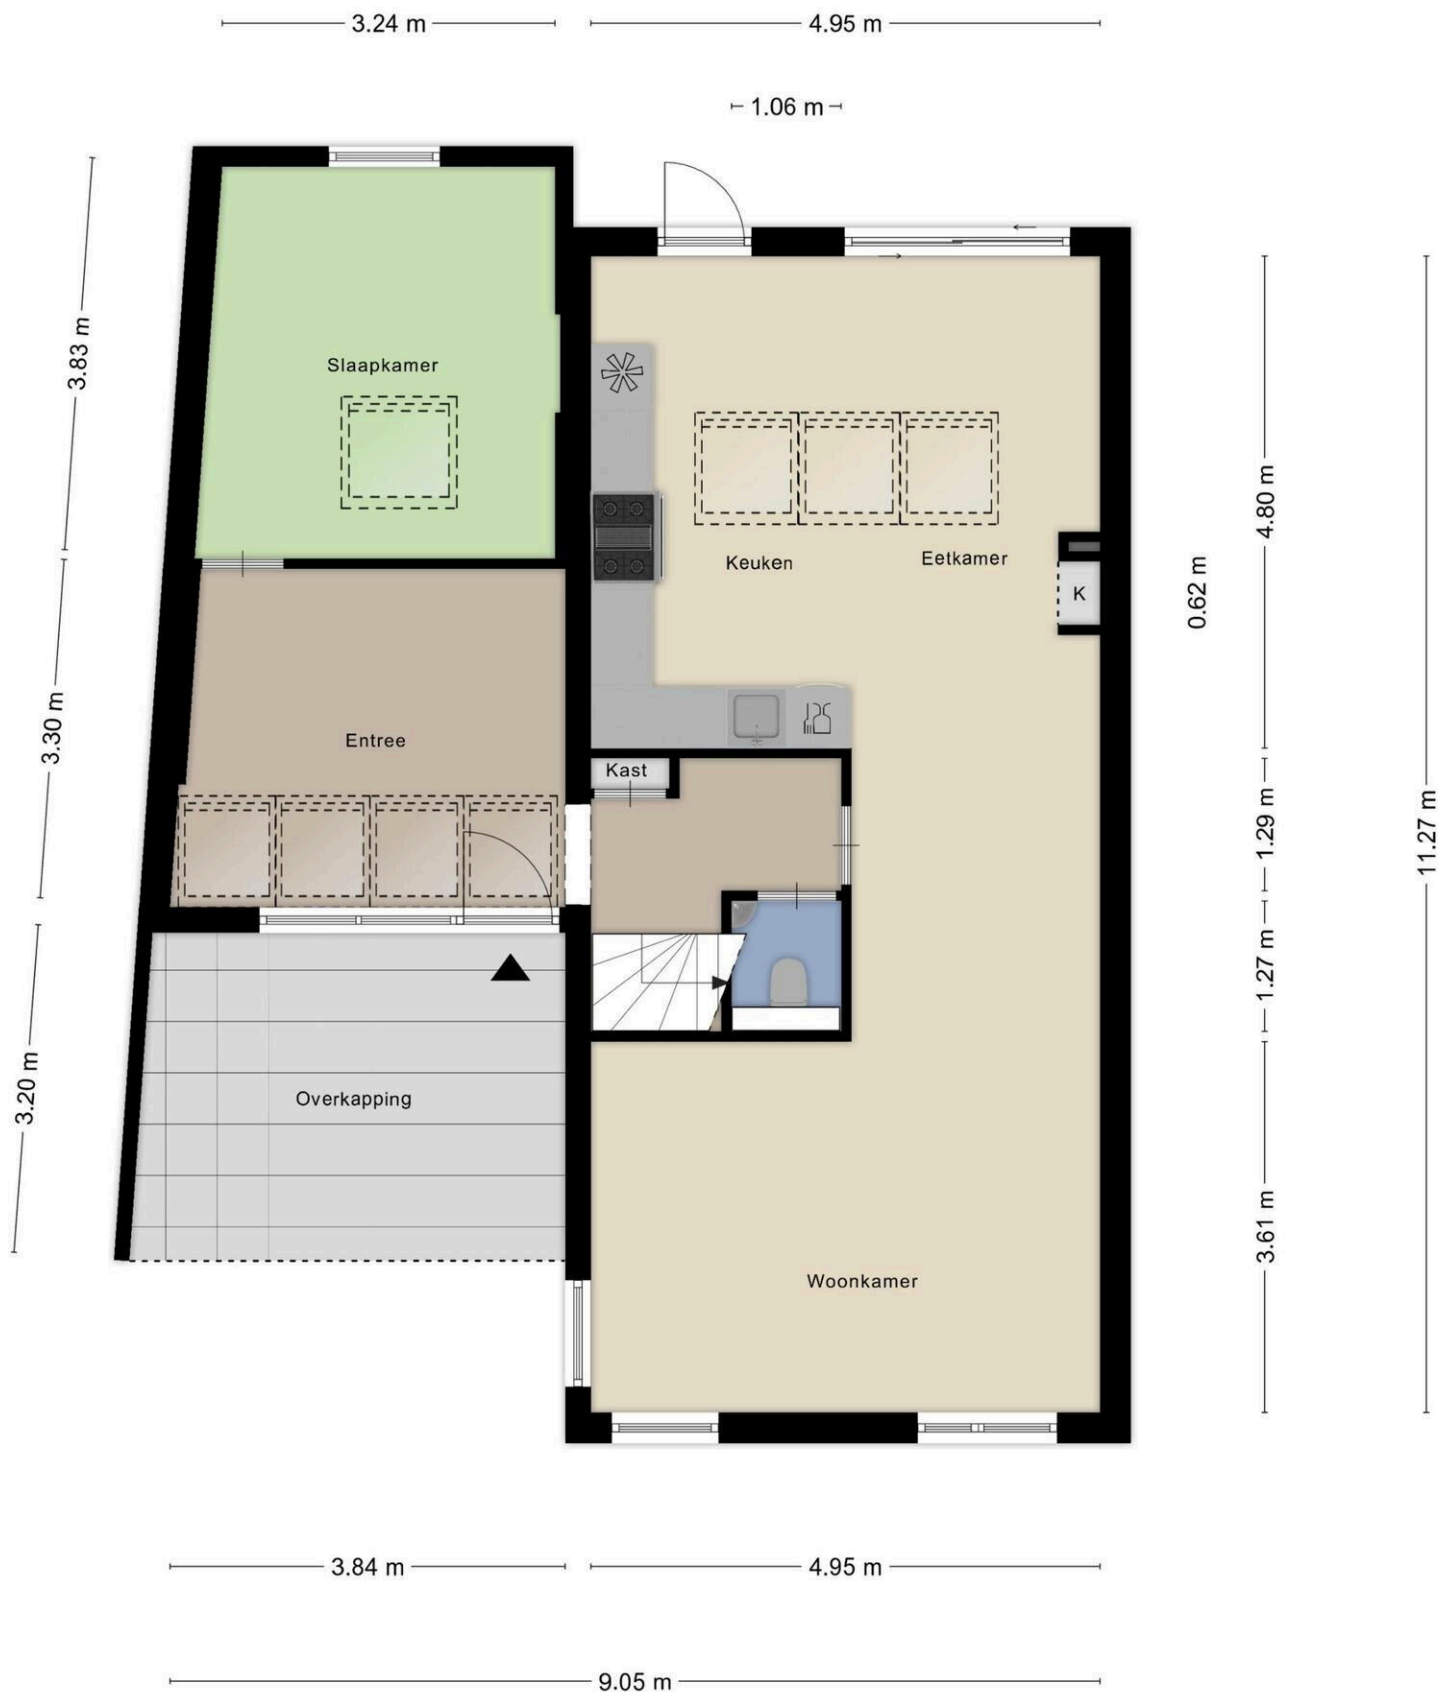 3.24 m
4.95 m
1.06 m
3.83 m
Slaapkamer
4.80 m
Keuken
Eetkamer
K
0.62 m
3.30 m
Entree
Kast
1.29 m
11.27 m
1.27 m
3.20 m
Overkapping
3.61 m
Woonkamer
3.84 m
4.95 m
9.05 m